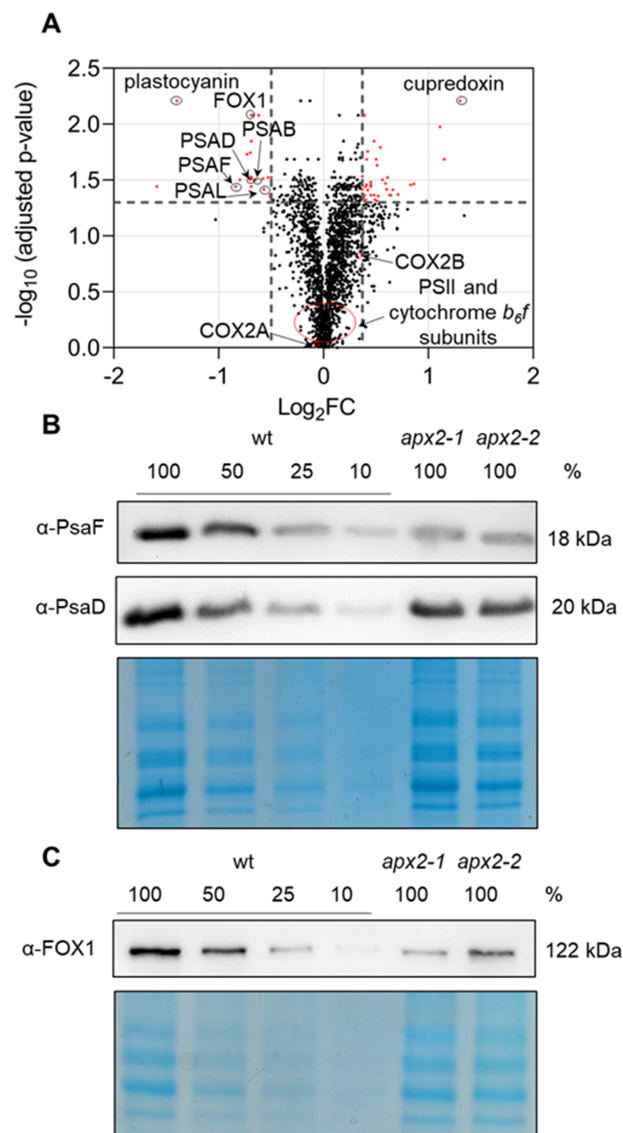 A
2.5
2.0
1.5
1.0
0.5
0.0
-log10 (adjusted p-value)
plastocyanin
cupredoxin
FOX1
PSAB
PSAD
PSAF
PSAL
COX2B
PSII and
cytochrome b6f
subunits
COX2A
-2 -1 0 1 2
Log2FC
B
wt apx2-1 apx2-2
100 50 25 10 100 100 %
α-PsaF 18 kDa
α-PsaD 20 kDa
C
wt apx2-1 apx2-2
100 50 25 10 100 100 %
α-FOX1 122 kDa